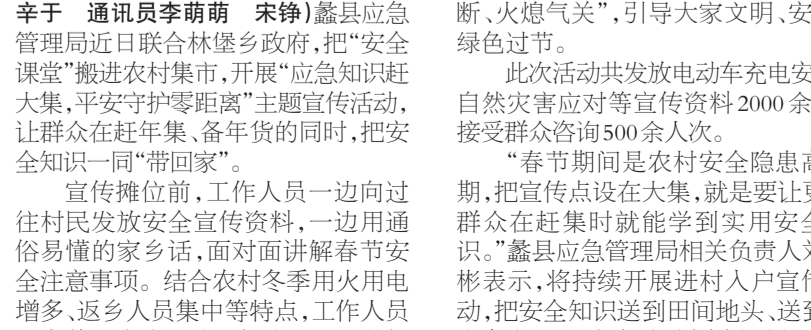 辛于　通讯员李萌萌　宋铮)蠡县应急
管理局近日联合林堡乡政府,把“安全
课堂”搬进农村集市,开展“应急知识赶
大集,平安守护零距离”主题宣传活动,
让群众在赶年集、备年货的同时,把安
全知识一同“带回家”。
宣传摊位前,工作人员一边向过
往村民发放安全宣传资料,一边用通
俗易懂的家乡话,面对面讲解春节安
全注意事项。结合农村冬季用火用电
增多、返乡人员集中等特点,工作人员
断、火熄气关”,引导大家文明、安
绿色过节。
此次活动共发放电动车充电安
自然灾害应对等宣传资料2000余
接受群众咨询500余人次。
“春节期间是农村安全隐患高
期,把宣传点设在大集,就是要让更
群众在赶集时就能学到实用安全
识。”蠡县应急管理局相关负责人刘
彬表示,将持续开展进村入户宣传
动,把安全知识送到田间地头、送到